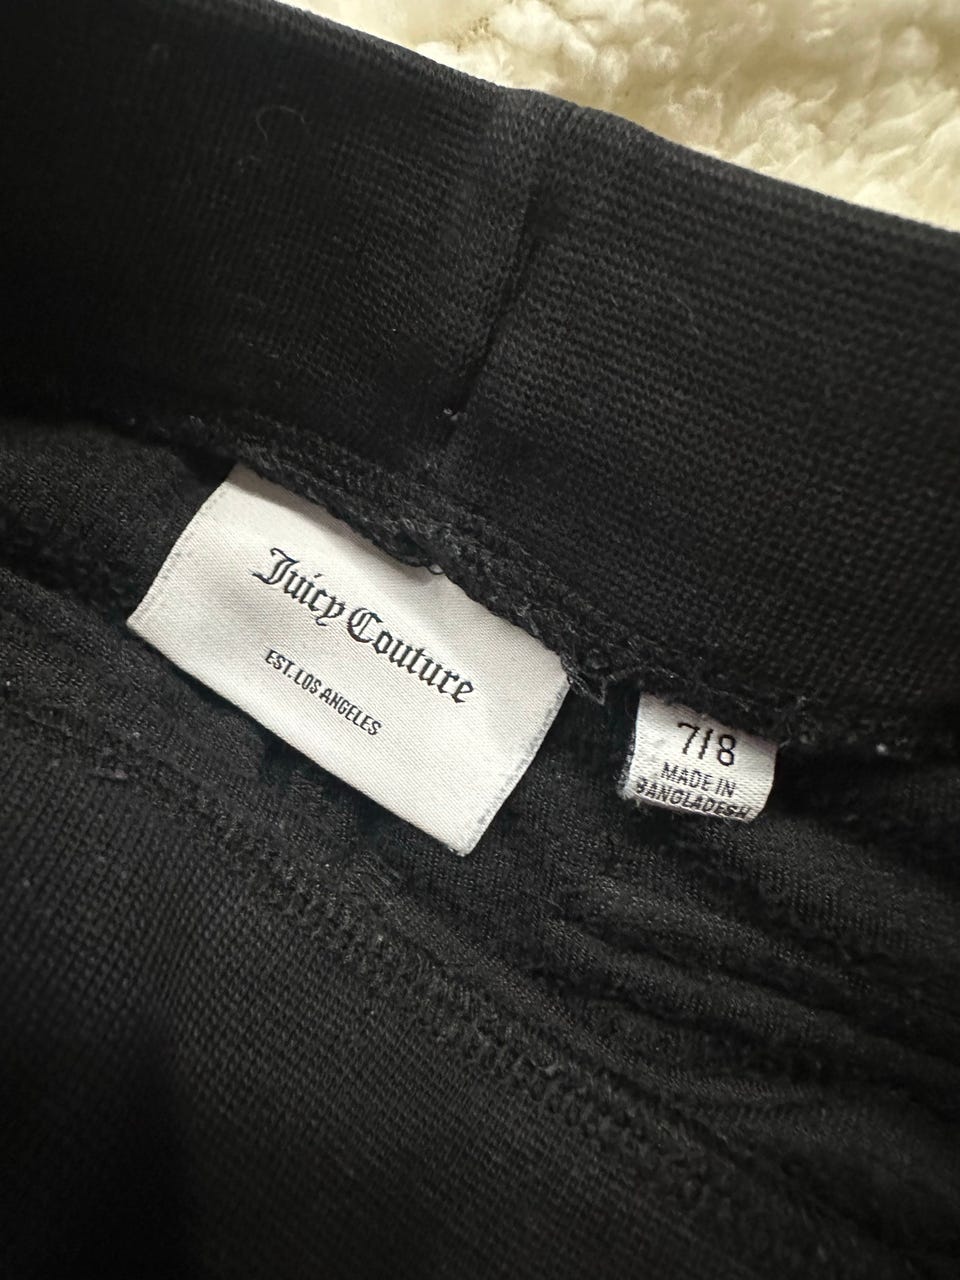 Juicy Couture
EST. LOS ANGELES
7/8
MADE IN
BANGLADESH